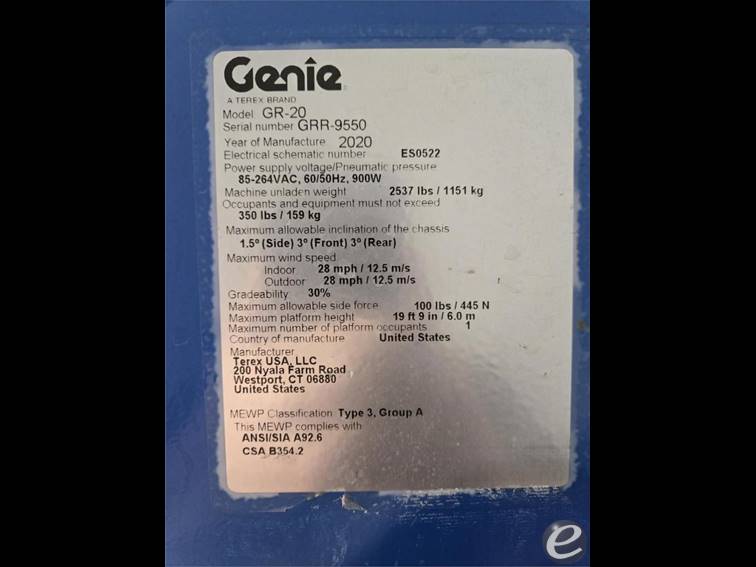 Genie
A TEREX BRAND
Model GR-20
Serial number GRR-9550
Year of Manufacture 2020
Electrical schematic number ES0522
Power supply voltage/Pneumatic pressure
85-264VAC, 60/50Hz, 900W
Machine unladen weight 2537 lbs / 1151 kg
Occupants and equipment must not exceed
350 lbs / 159 kg
Maximum allowable inclination of the chassis
1.5º (Side) 3º (Front) 3º (Rear)
Maximum wind speed
Indoor 28 mph / 12.5 m/s
Outdoor 28 mph / 12.5 m/s
Gradeability 30%
Maximum allowable side force 100 lbs / 445 N
Maximum platform height 19 ft 9 in / 6.0 m
Maximum number of platform occupants 1
Country of manufacture United States
Manufacturer
Terex USA, LLC
200 Nyala Farm Road
Westport, CT 06880
United States
MEWP Classification Type 3, Group A
This MEWP complies with
ANSI/SIA A92.6
CSA B354.2
e